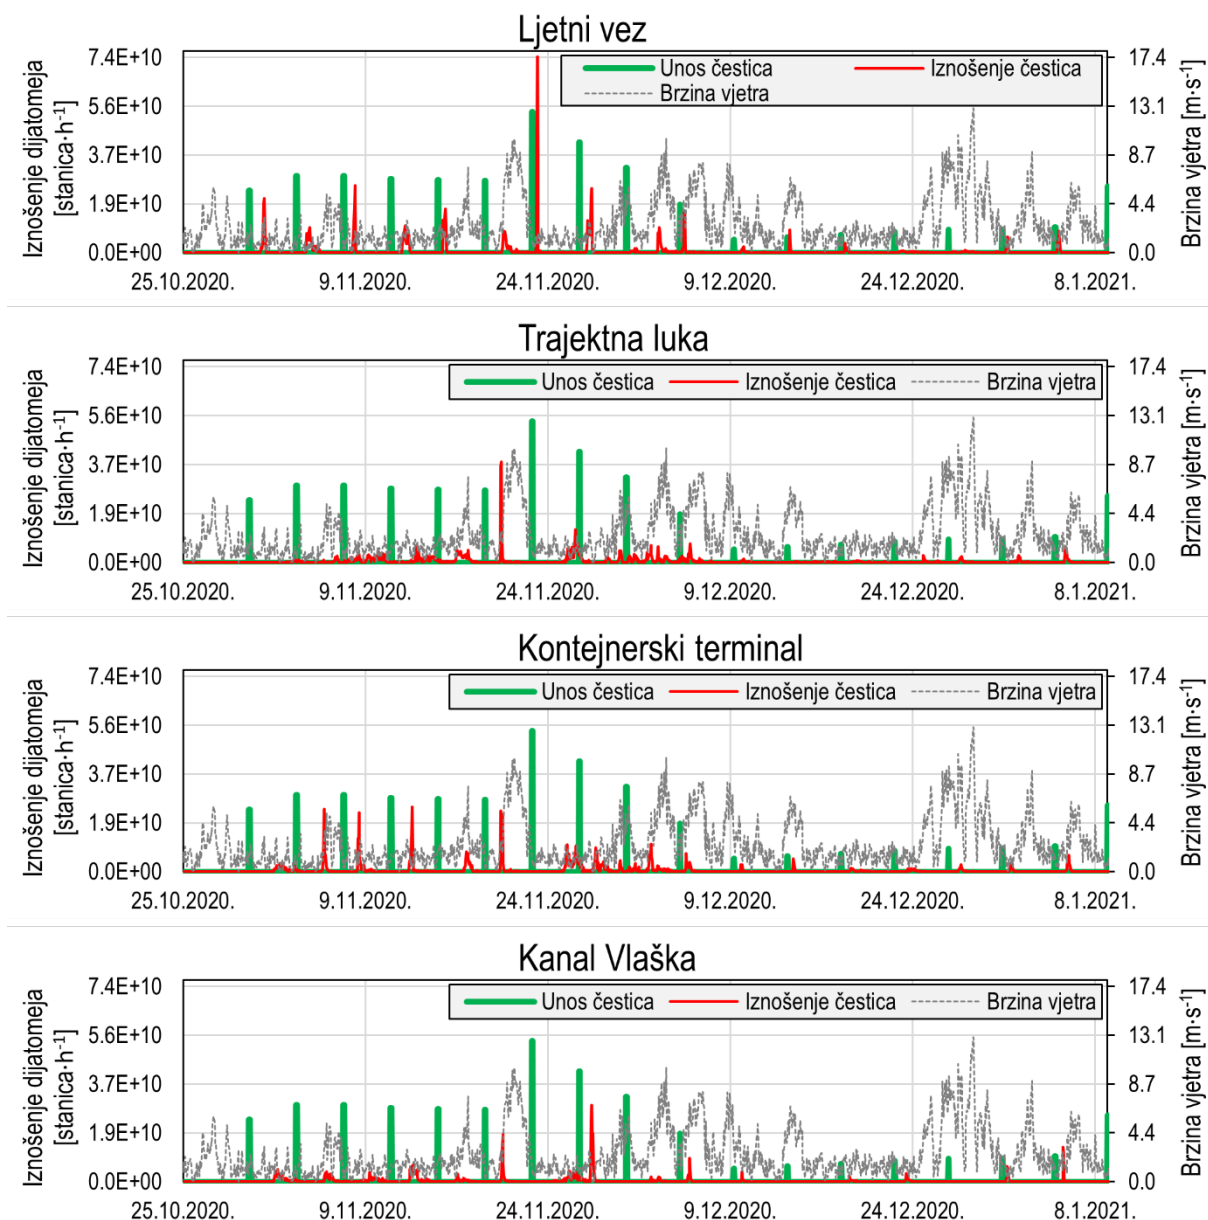 Ljetni vez
Iznošenje dijatomeja
[stanica·h⁻¹]
7.4E+10
5.6E+10
3.7E+10
1.9E+10
0.0E+00
Unos čestica
Iznošenje čestica
Brzina vjetra
17.4
13.1
8.7
4.4
0.0
Brzina vjetra [m·s⁻¹]
25.10.2020. 9.11.2020. 24.11.2020. 9.12.2020. 24.12.2020. 8.1.2021.
Trajektna luka
Iznošenje dijatomeja
[stanica·h⁻¹]
7.4E+10
5.6E+10
3.7E+10
1.9E+10
0.0E+00
Unos čestica Iznošenje čestica Brzina vjetra
17.4
13.1
8.7
4.4
0.0
Brzina vjetra [m·s⁻¹]
25.10.2020. 9.11.2020. 24.11.2020. 9.12.2020. 24.12.2020. 8.1.2021.
Kontejnerski terminal
Iznošenje dijatomeja
[stanica·h⁻¹]
7.4E+10
5.6E+10
3.7E+10
1.9E+10
0.0E+00
Unos čestica Iznošenje čestica Brzina vjetra
17.4
13.1
8.7
4.4
0.0
Brzina vjetra [m·s⁻¹]
25.10.2020. 9.11.2020. 24.11.2020. 9.12.2020. 24.12.2020. 8.1.2021.
Kanal Vlaška
Iznošenje dijatomeja
[stanica·h⁻¹]
7.4E+10
5.6E+10
3.7E+10
1.9E+10
0.0E+00
Unos čestica Iznošenje čestica Brzina vjetra
17.4
13.1
8.7
4.4
0.0
Brzina vjetra [m·s⁻¹]
25.10.2020. 9.11.2020. 24.11.2020. 9.12.2020. 24.12.2020. 8.1.2021.